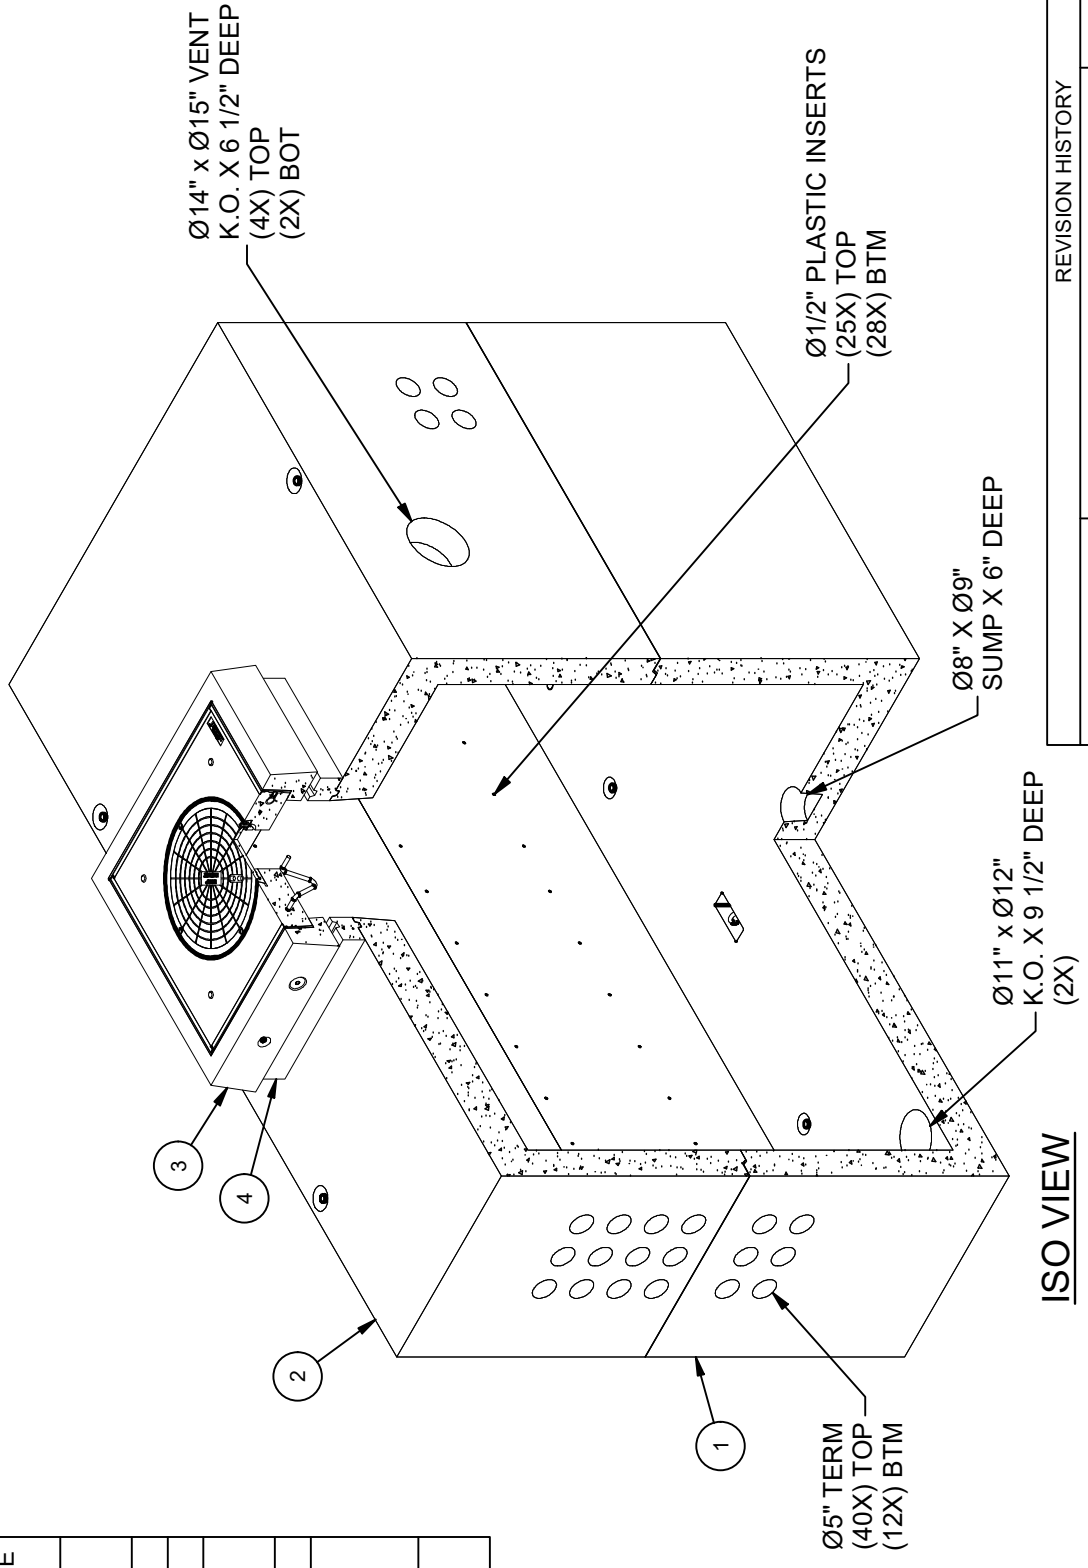 Ø14" x Ø15" VENT
K.O. X 6 1/2" DEEP
(4X) TOP
(2X) BOT
Ø1/2" PLASTIC INSERTS
(25X) TOP
(28X) BTM
Ø8" X Ø9"
SUMP X 6" DEEP
Ø11" x Ø12"
K.O. X 9 1/2" DEEP
(2X)
Ø5" TERM
(40X) TOP
(12X) BTM
1
2
3
4
ISO VIEW
REVISION HISTORY
E